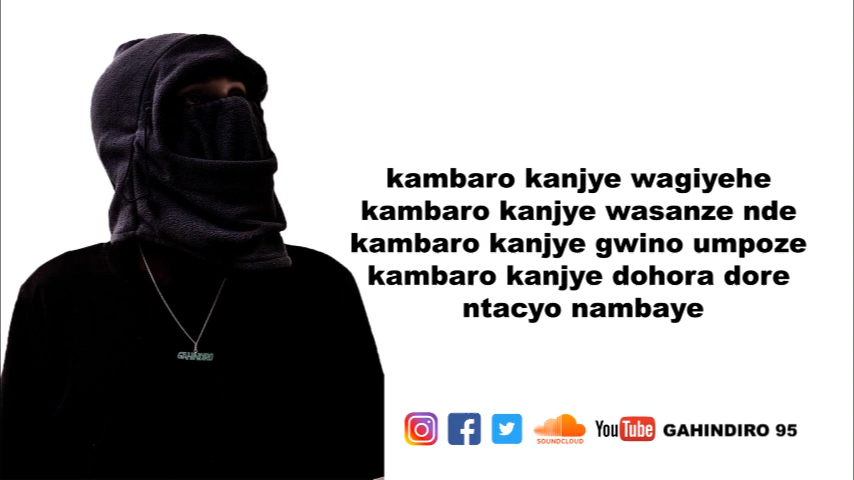 kambaro kanjye wagiyehe
kambaro kanjye wasanze nde
kambaro kanjye gwino umpoze
kambaro kanjye dohora dore
ntacyo nambaye
GAHINDIRO
SOUNDCLOUD
YouTube
GAHINDIRO 95